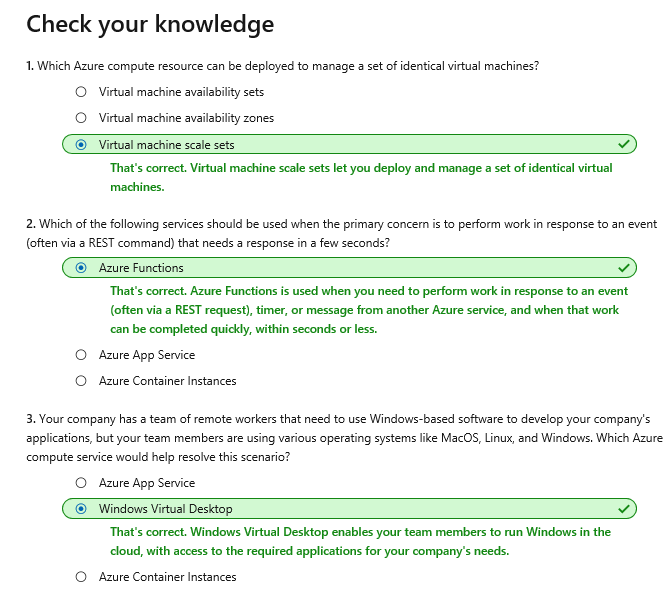 Check your knowledge
1. Which Azure compute resource can be deployed to manage a set of identical virtual machines?
Virtual machine availability sets
Virtual machine availability zones
Virtual machine scale sets
That's correct. Virtual machine scale sets let you deploy and manage a set of identical virtual
machines.
2. Which of the following services should be used when the primary concern is to perform work in response to an event
(often via a REST command) that needs a response in a few seconds?
Azure Functions
That's correct. Azure Functions is used when you need to perform work in response to an event
(often via a REST request), timer, or message from another Azure service, and when that work
can be completed quickly, within seconds or less.
Azure App Service
Azure Container Instances
3. Your company has a team of remote workers that need to use Windows-based software to develop your company's
applications, but your team members are using various operating systems like MacOS, Linux, and Windows. Which Azure
compute service would help resolve this scenario?
Azure App Service
Windows Virtual Desktop
That's correct. Windows Virtual Desktop enables your team members to run Windows in the
cloud, with access to the required applications for your company's needs.
Azure Container Instances